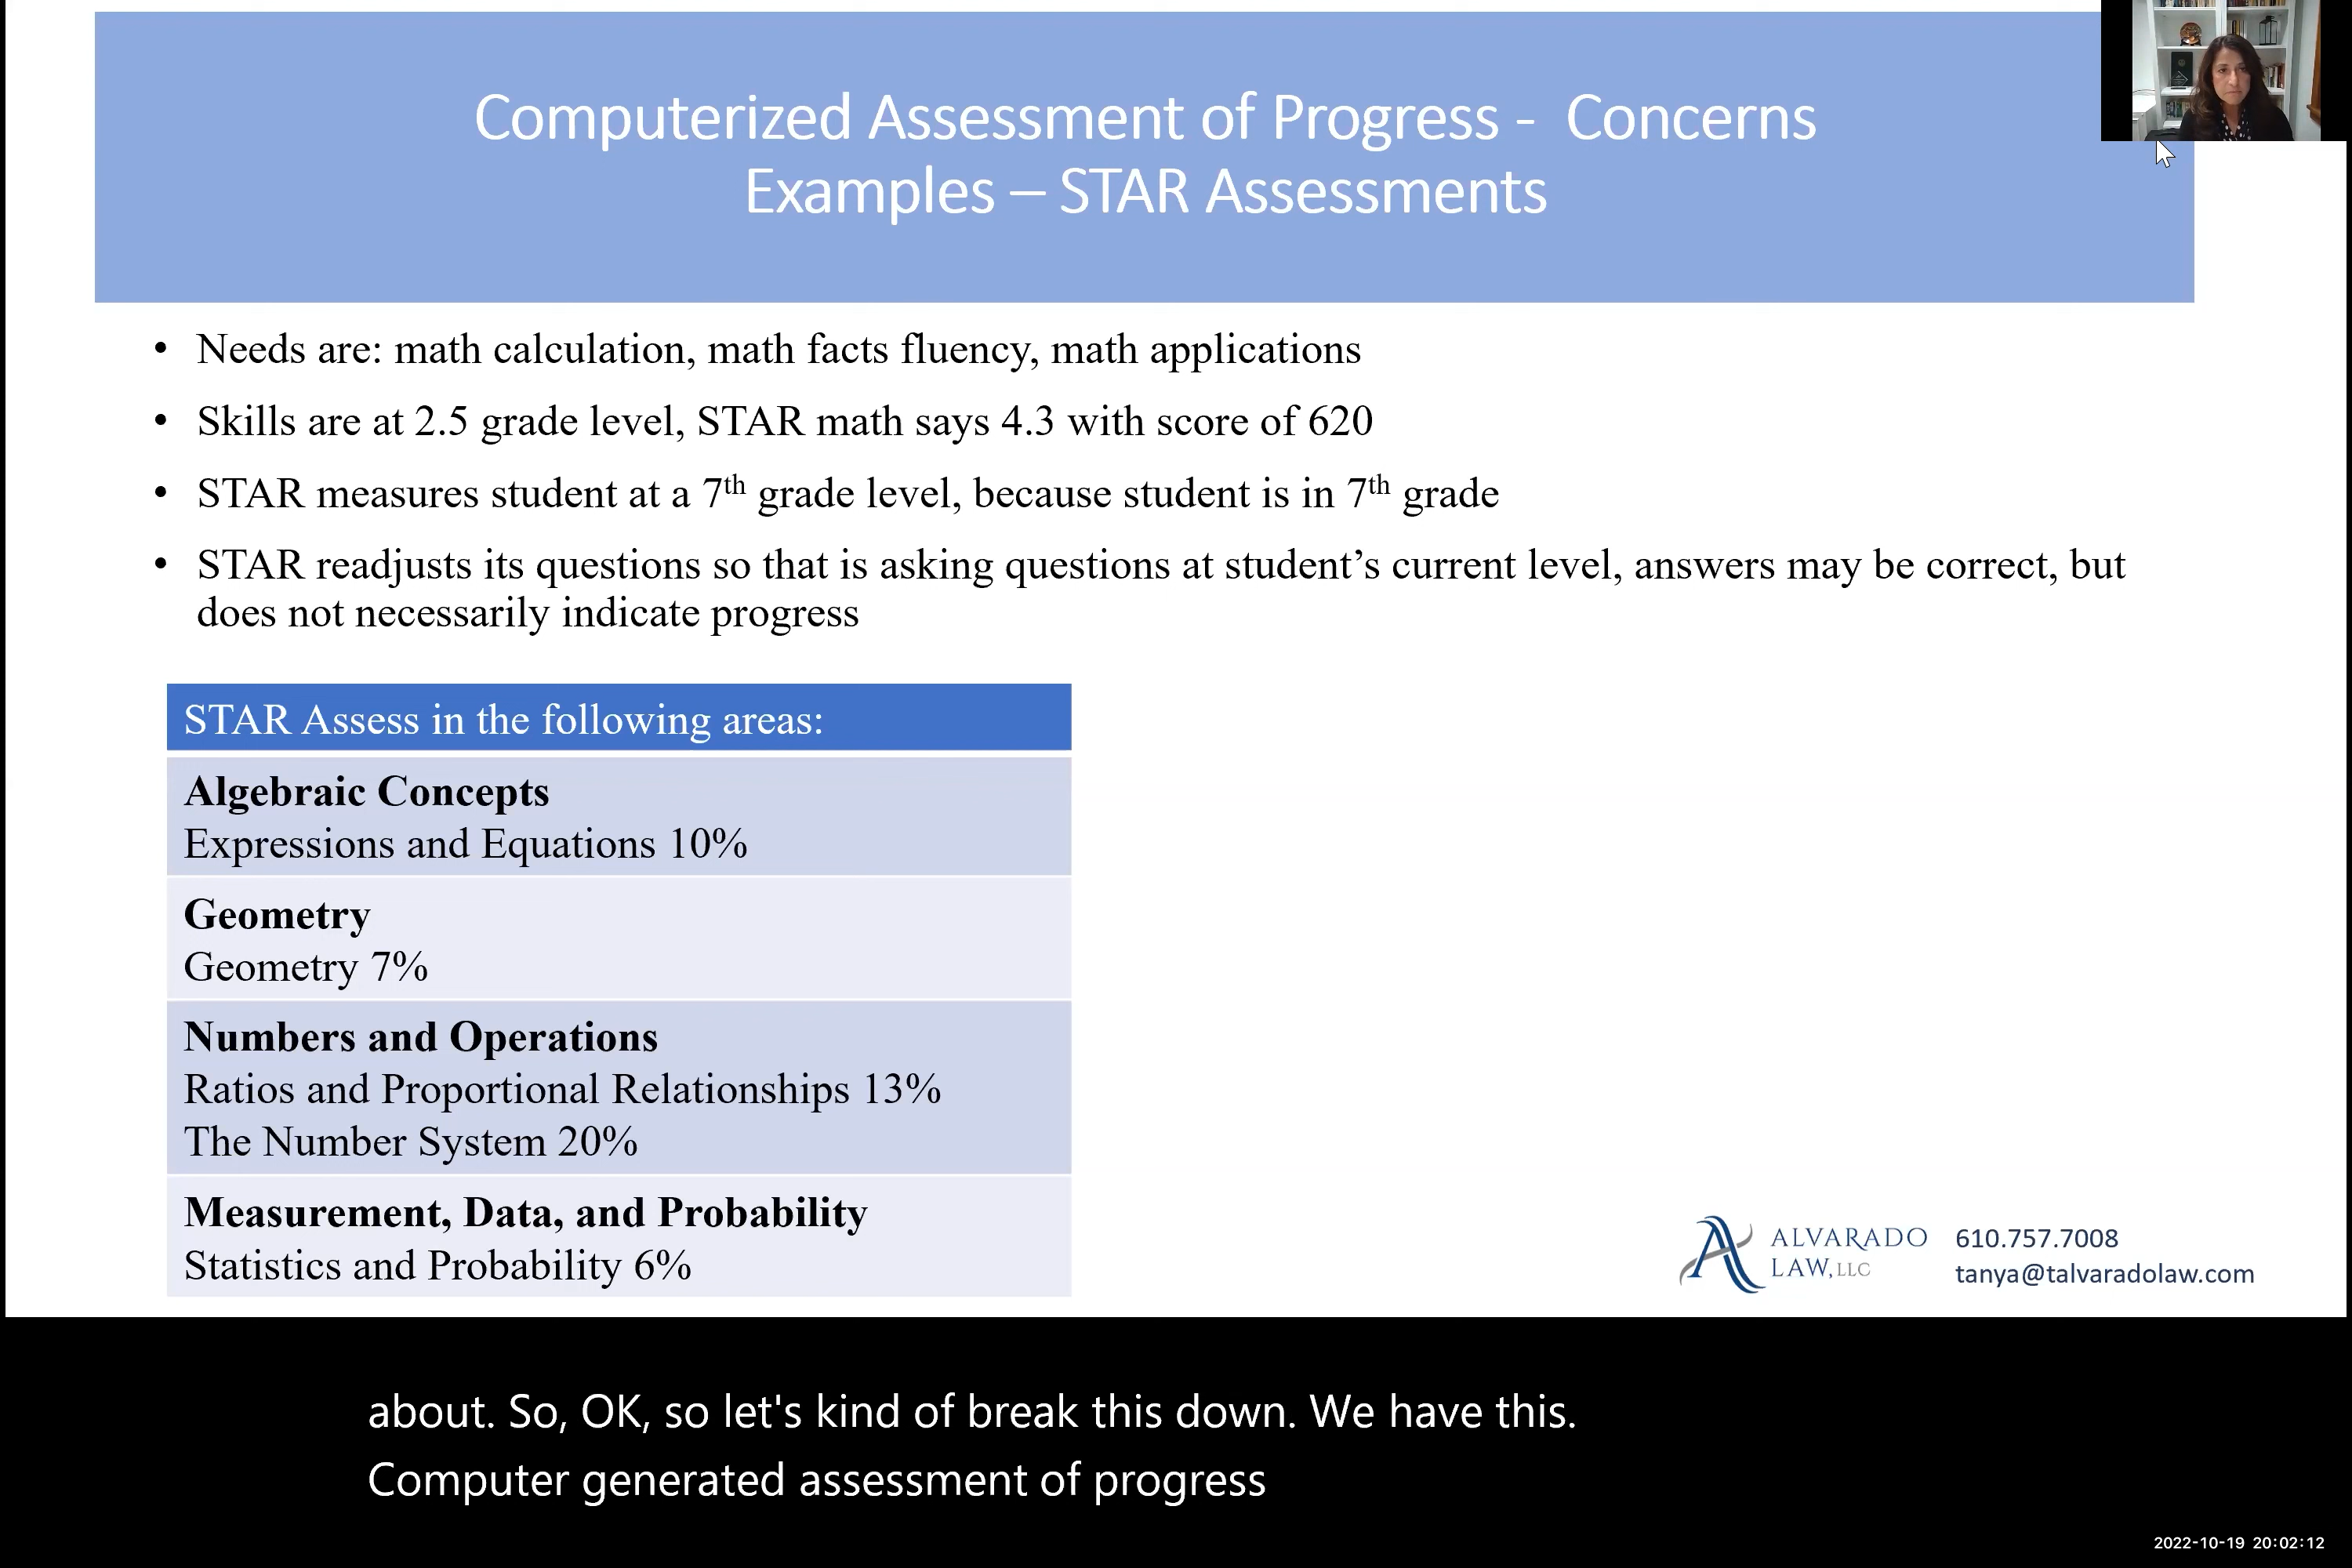 Computerized Assessment of Progress -  Concerns
Examples – STAR Assessments
• Needs are: math calculation, math facts fluency, math applications
• Skills are at 2.5 grade level, STAR math says 4.3 with score of 620
• STAR measures student at a 7th grade level, because student is in 7th grade
• STAR readjusts its questions so that is asking questions at student’s current level, answers may be correct, but
does not necessarily indicate progress
STAR Assess in the following areas:
Algebraic Concepts
Expressions and Equations 10%
Geometry
Geometry 7%
Numbers and Operations
Ratios and Proportional Relationships 13%
The Number System 20%
Measurement, Data, and Probability
Statistics and Probability 6%
ALVARADO
LAW, LLC
610.757.7008
tanya@talvaradolaw.com
about. So, OK, so let's kind of break this down. We have this.
Computer generated assessment of progress
2022-10-19 20:02:12